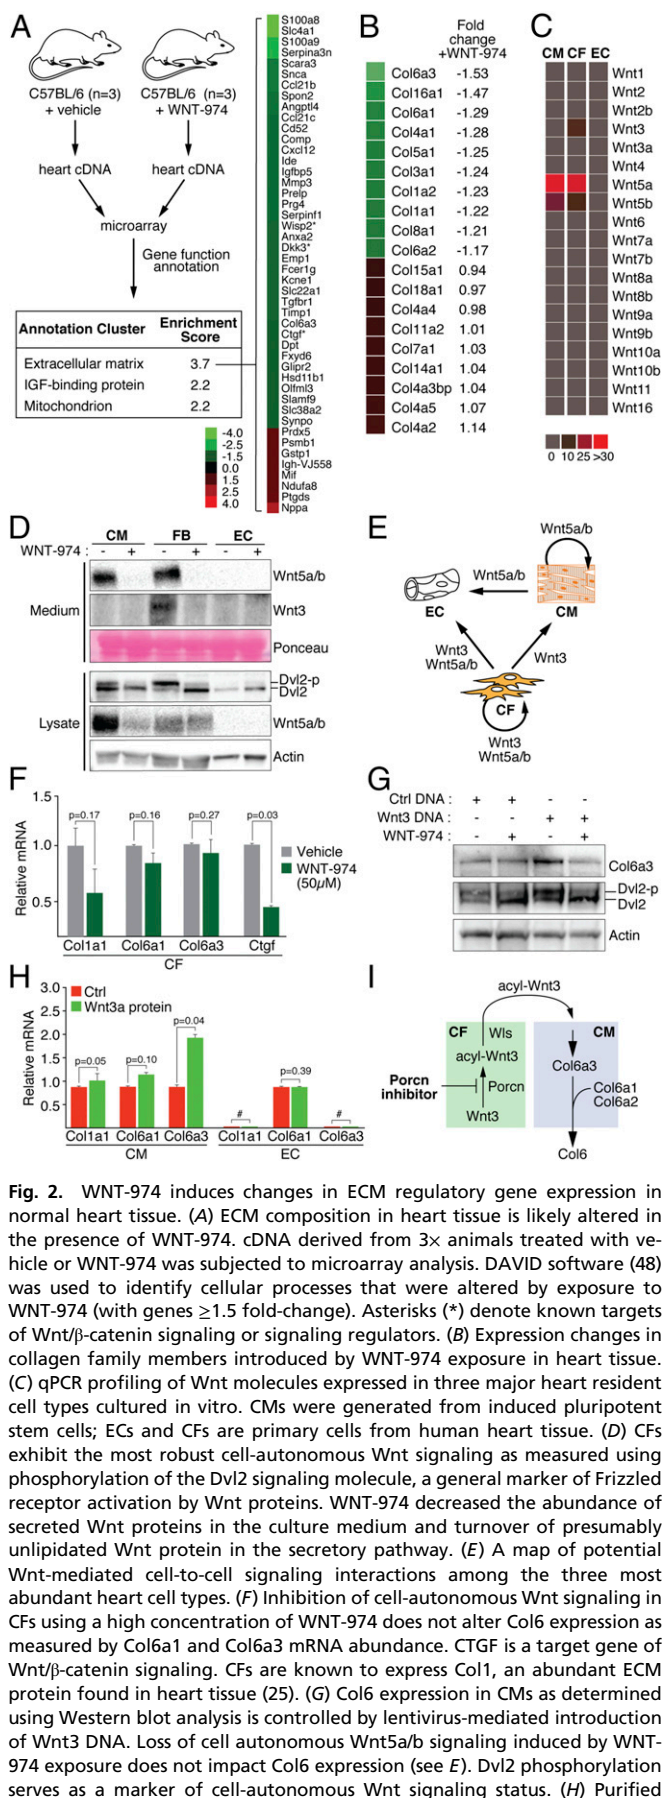 A
C57BL/6 (n=3)
+ vehicle
C57BL/6 (n=3)
+ WNT-974
heart cDNA
heart cDNA
microarray
Gene function
annotation
Annotation Cluster
Enrichment
Score
Extracellular matrix 3.7
IGF-binding protein 2.2
Mitochondrion 2.2
-4.0
-2.5
-1.5
0.0
1.5
2.5
4.0
S100a8
Slc4a1
S100a9
Serpina3n
Scara3
Snca
Ccl21b
Spon2
Angptl4
Ccl21c
Cd52
Comp
Cxcl12
Ide
Igfbp5
Mmp3
Prelp
Prg4
Serpinf1
Wisp2*
Anxa2
Dkk3*
Emp1
Fcer1g
Kcne1
Slc22a1
Tgfbr1
Timp1
Col6a3
Ctgf*
Dpt
Fxyd6
Glipr2
Hsd11b1
Olfml3
Slamf9
Slc38a2
Synpo
Prdx5
Psmb1
Gstp1
Igh-VJ558
Mif
Ndufa8
Ptgds
Nppa
B
Fold
change
+WNT-974
Col6a3 -1.53
Col16a1 -1.47
Col6a1 -1.29
Col4a1 -1.28
Col5a1 -1.25
Col3a1 -1.24
Col1a2 -1.23
Col1a1 -1.22
Col8a1 -1.21
Col6a2 -1.17
Col15a1 0.94
Col18a1 0.97
Col4a4 0.98
Col11a2 1.01
Col7a1 1.03
Col14a1 1.04
Col4a3bp 1.04
Col4a5 1.07
Col4a2 1.14
C
CM CF EC
Wnt1
Wnt2
Wnt2b
Wnt3
Wnt3a
Wnt4
Wnt5a
Wnt5b
Wnt6
Wnt7a
Wnt7b
Wnt8a
Wnt8b
Wnt9a
Wnt9b
Wnt10a
Wnt10b
Wnt11
Wnt16
0 10 25 >30
D
CM FB EC
WNT-974 : - + - + - +
Medium
Wnt5a/b
Wnt3
Ponceau
Lysate
Dvl2-p
Dvl2
Wnt5a/b
Actin
E
Wnt5a/b
Wnt5a/b
EC
CM
Wnt3
Wnt5a/b
Wnt3
CF
Wnt3
Wnt5a/b
F
Relative mRNA
1.5
1.0
0.5
p=0.17
p=0.16
p=0.27
p=0.03
Vehicle
WNT-974
(50µM)
Col1a1 Col6a1 Col6a3 Ctgf
CF
G
Ctrl DNA : + + - -
Wnt3 DNA : - - + +
WNT-974 : - + - +
Col6a3
Dvl2-p
Dvl2
Actin
H
Relative mRNA
3.0
2.5
2.0
1.5
1.0
0.5
Ctrl
Wnt3a protein
p=0.05
p=0.10
p=0.04
#
p=0.39
#
Col1a1 Col6a1 Col6a3 Col1a1 Col6a1 Col6a3
CM EC
I
acyl-Wnt3
CF
Wls
acyl-Wnt3
Porcn
inhibitor
Porcn
Wnt3
CM
Col6a3
Col6a1
Col6a2
Col6
Fig. 2. WNT-974 induces changes in ECM regulatory gene expression in
normal heart tissue. (A) ECM composition in heart tissue is likely altered in
the presence of WNT-974. cDNA derived from 3× animals treated with ve-
hicle or WNT-974 was subjected to microarray analysis. DAVID software (48)
was used to identify cellular processes that were altered by exposure to
WNT-974 (with genes ≥1.5 fold-change). Asterisks (*) denote known targets
of Wnt/β-catenin signaling or signaling regulators. (B) Expression changes in
collagen family members introduced by WNT-974 exposure in heart tissue.
(C) qPCR profiling of Wnt molecules expressed in three major heart resident
cell types cultured in vitro. CMs were generated from induced pluripotent
stem cells; ECs and CFs are primary cells from human heart tissue. (D) CFs
exhibit the most robust cell-autonomous Wnt signaling as measured using
phosphorylation of the Dvl2 signaling molecule, a general marker of Frizzled
receptor activation by Wnt proteins. WNT-974 decreased the abundance of
secreted Wnt proteins in the culture medium and turnover of presumably
unlipidated Wnt protein in the secretory pathway. (E) A map of potential
Wnt-mediated cell-to-cell signaling interactions among the three most
abundant heart cell types. (F) Inhibition of cell-autonomous Wnt signaling in
CFs using a high concentration of WNT-974 does not alter Col6 expression as
measured by Col6a1 and Col6a3 mRNA abundance. CTGF is a target gene of
Wnt/β-catenin signaling. CFs are known to express Col1, an abundant ECM
protein found in heart tissue (25). (G) Col6 expression in CMs as determined
using Western blot analysis is controlled by lentivirus-mediated introduction
of Wnt3 DNA. Loss of cell autonomous Wnt5a/b signaling induced by WNT-
974 exposure does not impact Col6 expression (see E). Dvl2 phosphorylation
serves as a marker of cell-autonomous Wnt signaling status. (H) Purified